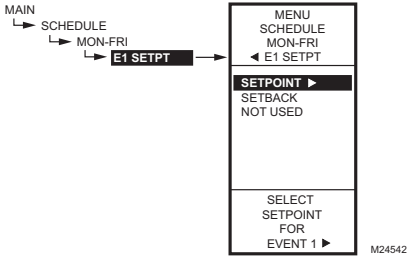 MAIN
SCHEDULE
MON-FRI
E1 SETPT
MENU
SCHEDULE
MON-FRI
◄ E1 SETPT
SETPOINT ►
SETBACK
NOT USED
SELECT
SETPOINT
FOR
EVENT 1 ►
M24542